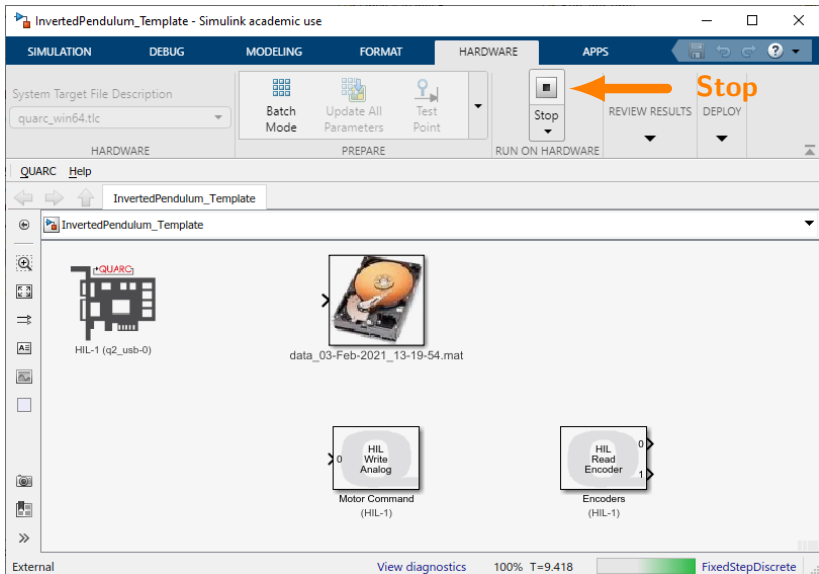 InvertedPendulum_Template - Simulink academic use
SIMULATION DEBUG MODELING FORMAT HARDWARE APPS
?
System Target File Description
quarc_win64.tlc
Batch Mode
Update All Parameters
Test Point
Stop
Stop
REVIEW RESULTS
DEPLOY
HARDWARE PREPARE RUN ON HARDWARE
QUARC Help
InvertedPendulum_Template
InvertedPendulum_Template
QUARC
HIL-1 (q2_usb-0)
data_03-Feb-2021_13-19-54.mat
0
HIL
Write
Analog
Motor Command
(HIL-1)
HIL
Read
Encoder
0
1
Encoders
(HIL-1)
External View diagnostics 100% T=9.418 FixedStepDiscrete